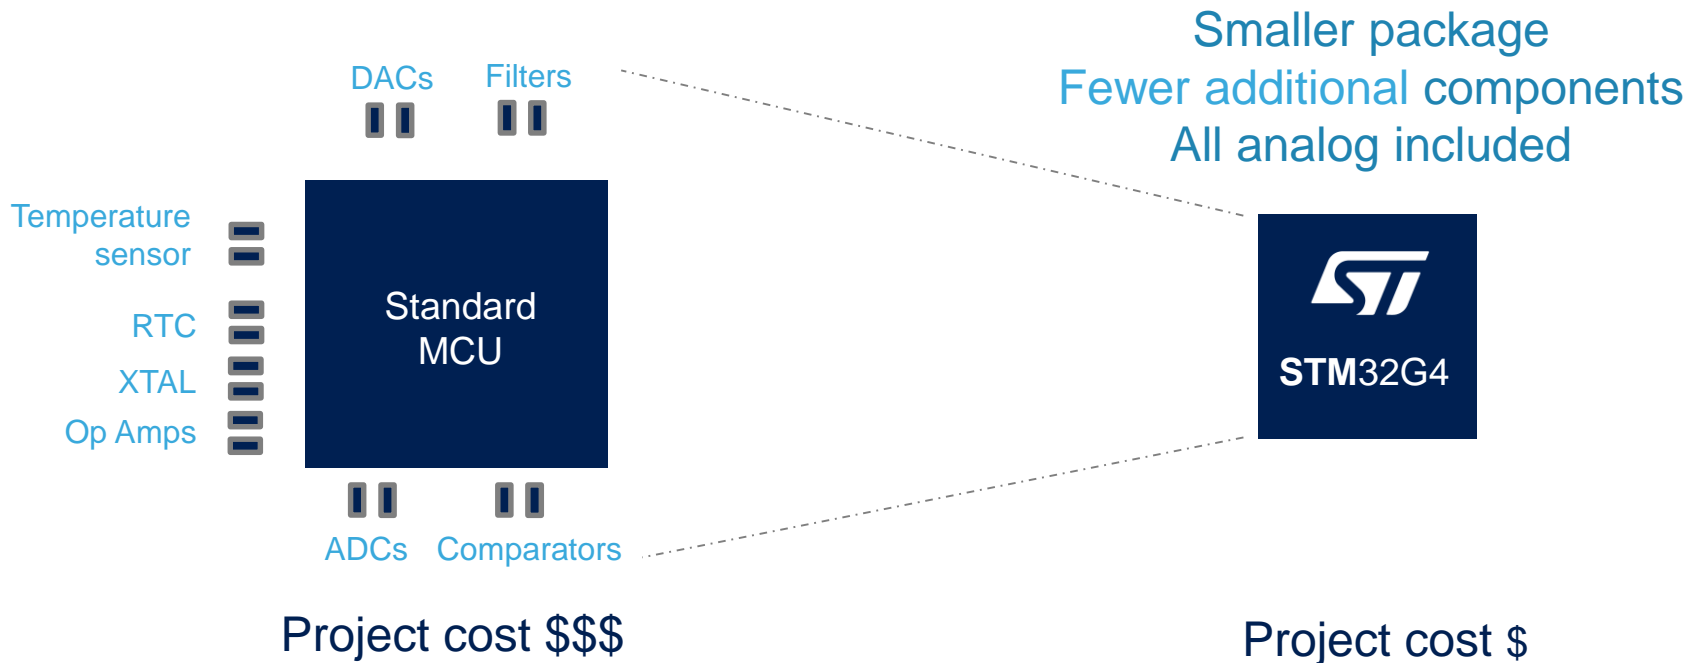 Smaller package
Fewer additional components
All analog included
DACs
Filters
Temperature
sensor
RTC
XTAL
Op Amps
Standard
MCU
ADCs
Comparators
ST
STM32G4
Project cost $$$
Project cost $